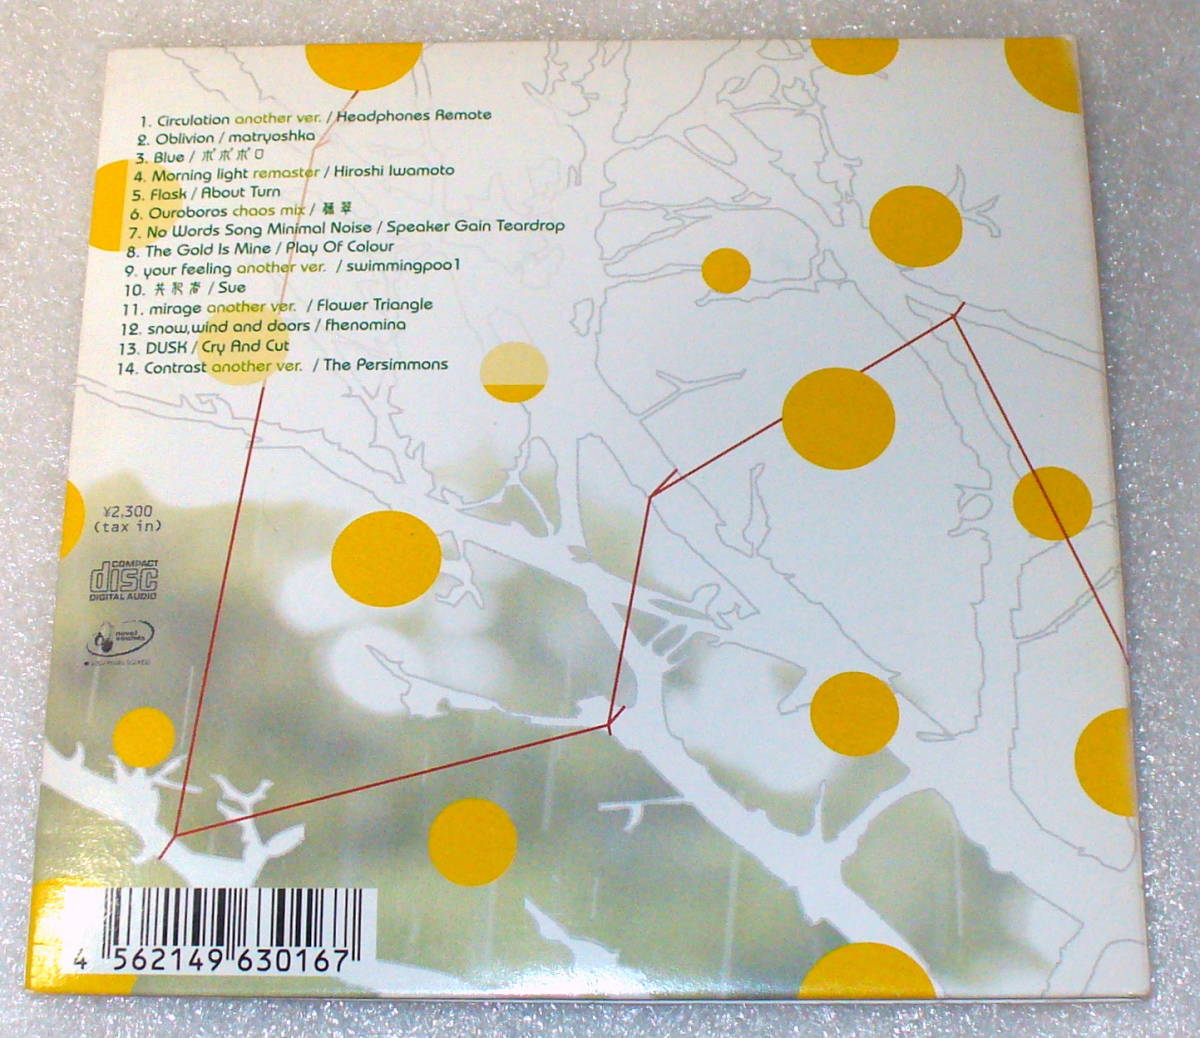 1. Circulation another ver. / Headphones Remote
2. Oblivion / matryoshka
3. Blue / ポポポロ
4. Morning light remaster / Hiroshi Iwamoto
5. Flask / About Turn
6. Ouroboros chaos mix /
7. No Words Song Minimal Noise / Speaker Gain Teardrop
8. The Gold Is Mine / Play Of Colour
9. your feeling another ver. / swimmingpoo1
10. 共犯者 / Sue
11. mirage another ver. / Flower Triangle
12. snow,wind and doors / Fhenomina
13. DUSK / Cry And Cut
14. Contrast another ver. / The Persimmons
¥2,300
(tax in)
COMPACT
disc
DIGITAL AUDIO
novel
sounds
4 562149 630167